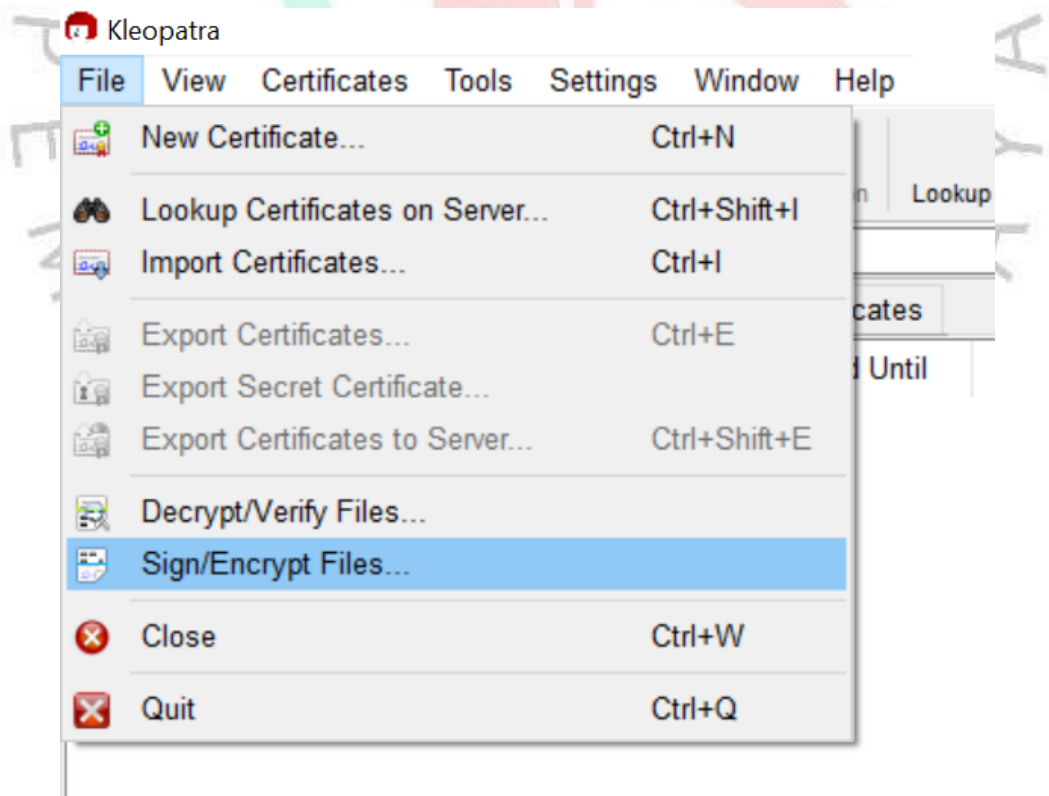 Kleopatra
File View Certificates Tools Settings Window Help
New Certificate... Ctrl+N
Lookup
Lookup Certificates on Server... Ctrl+Shift+I
Import Certificates... Ctrl+I
cates
Export Certificates... Ctrl+E
d Until
Export Secret Certificate...
Export Certificates to Server... Ctrl+Shift+E
Decrypt/Verify Files...
Sign/Encrypt Files...
Close Ctrl+W
Quit Ctrl+Q